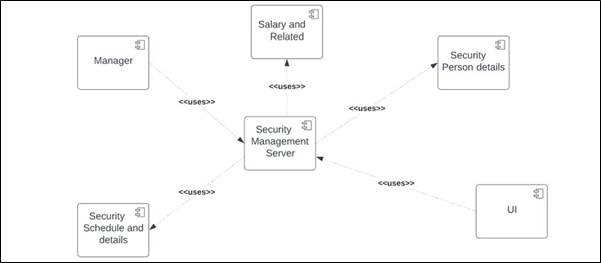 Salary and
Related
Manager
Security
Person details
<<uses>>
<<uses>>
<<uses>>
Security
Management
Server
<<uses>>
<<uses>>
Security
Schedule and
details
UI